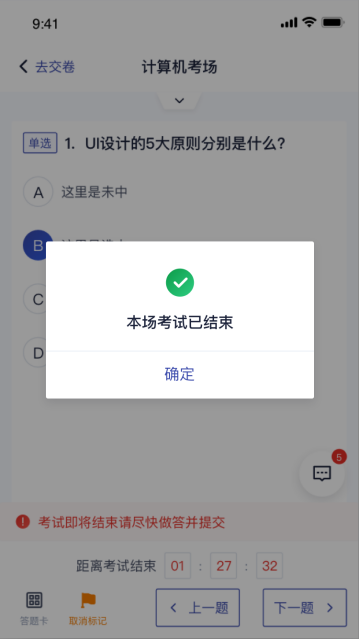 9:41
去交卷
计算机考场
单选 1. UI设计的5大原则分别是什么?
A 这里是未中
B
C
D
本场考试已结束
确定
5
考试即将结束请尽快做答并提交
距离考试结束 01 : 27 : 32
答题卡
取消标记
上一题
下一题